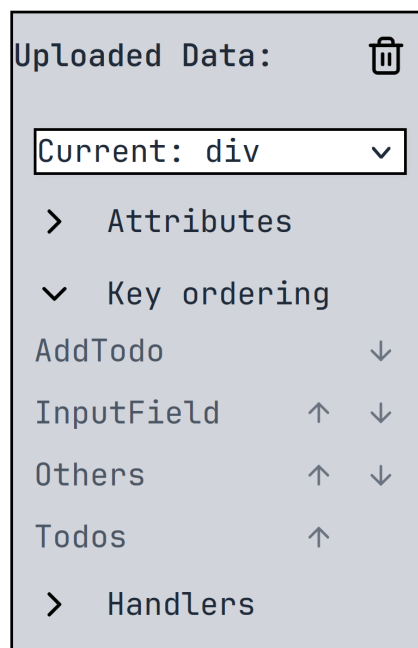 Uploaded Data:
Current: div
Attributes
Key ordering
AddTodo
InputField
Others
Todos
Handlers